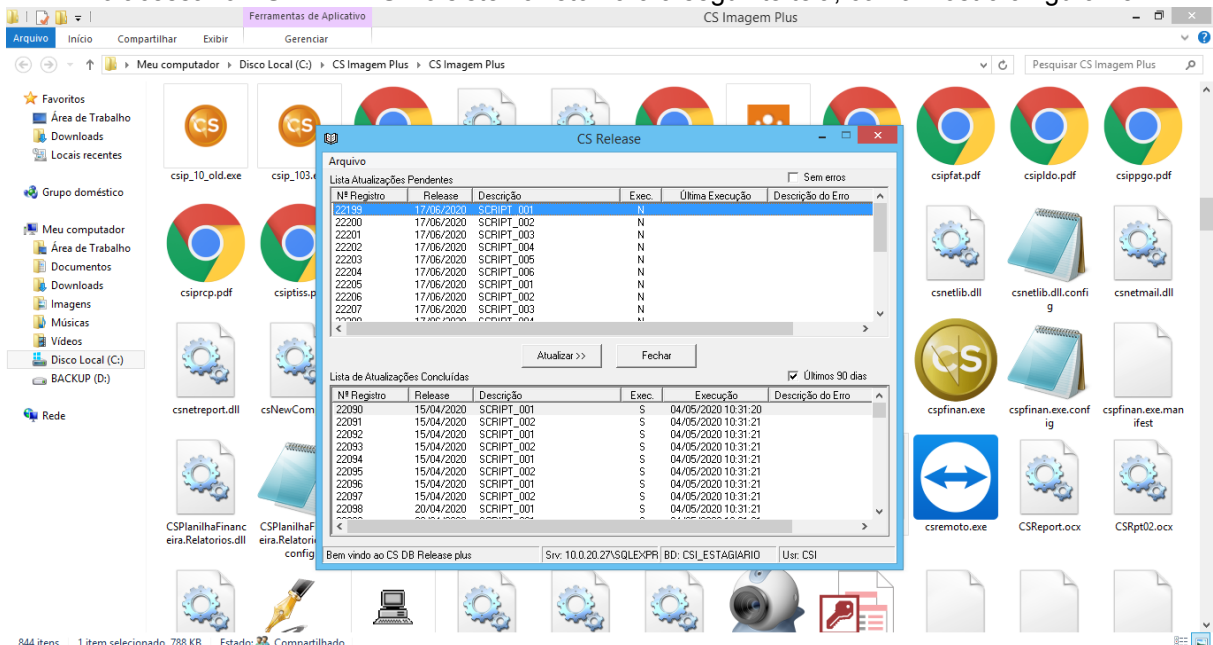 Ferramentas de Aplicativo
CS Imagem Plus
Arquivo Início Compartilhar Exibir Gerenciar
Meu computador Disco Local (C:) CS Imagem Plus CS Imagem Plus
Pesquisar CS Imagem Plus
Favoritos
Área de Trabalho
Downloads
Locais recentes
Grupo doméstico
Meu computador
Área de Trabalho
Documentos
Downloads
Imagens
Músicas
Vídeos
Disco Local (C:)
BACKUP (D:)
Rede
csip_10_old.exe
csipfat.pdf
csipldo.pdf
csippgo.pdf
csiprcp.pdf
csnetlib.dll
csnetlib.dll.confi
g
csnetmail.dll
csnetreport.dll
cspfinan.exe
cspfinan.exe.conf
ig
cspfinan.exe.man
ifest
CSPlanilhaFinanc
eira.Relatorios.dll
csremoto.exe
CSReport.ocx
CSRpt02.ocx
CS Release
Arquivo
Lista Atualizações Pendentes
Sem erros
Nº Registro Release Descrição Exec. Última Execução Descrição do Erro
22199 17/06/2020 SCRIPT_001 N
22200 17/06/2020 SCRIPT_002 N
22201 17/06/2020 SCRIPT_003 N
22202 17/06/2020 SCRIPT_004 N
22203 17/06/2020 SCRIPT_005 N
22204 17/06/2020 SCRIPT_006 N
22205 17/06/2020 SCRIPT_001 N
22206 17/06/2020 SCRIPT_002 N
22207 17/06/2020 SCRIPT_003 N
Atualizar >> Fechar
Lista de Atualizações Concluídas
Últimos 90 dias
Nº Registro Release Descrição Exec. Execução Descrição do Erro
22090 15/04/2020 SCRIPT_001 S 04/05/2020 10:31:20
22091 15/04/2020 SCRIPT_002 S 04/05/2020 10:31:21
22092 15/04/2020 SCRIPT_001 S 04/05/2020 10:31:21
22093 15/04/2020 SCRIPT_002 S 04/05/2020 10:31:21
22094 15/04/2020 SCRIPT_001 S 04/05/2020 10:31:21
22095 15/04/2020 SCRIPT_002 S 04/05/2020 10:31:21
22096 15/04/2020 SCRIPT_001 S 04/05/2020 10:31:21
22097 15/04/2020 SCRIPT_002 S 04/05/2020 10:31:21
22098 20/04/2020 SCRIPT_001 S 04/05/2020 10:31:21
Bem vindo ao CS DB Release plus Srv: 10.0.20.27\SQLEXPR BD: CSI_ESTAGIARIO Usr: CSI
844 itens 1 item selecionado 788 KB Estado: Compartilhado